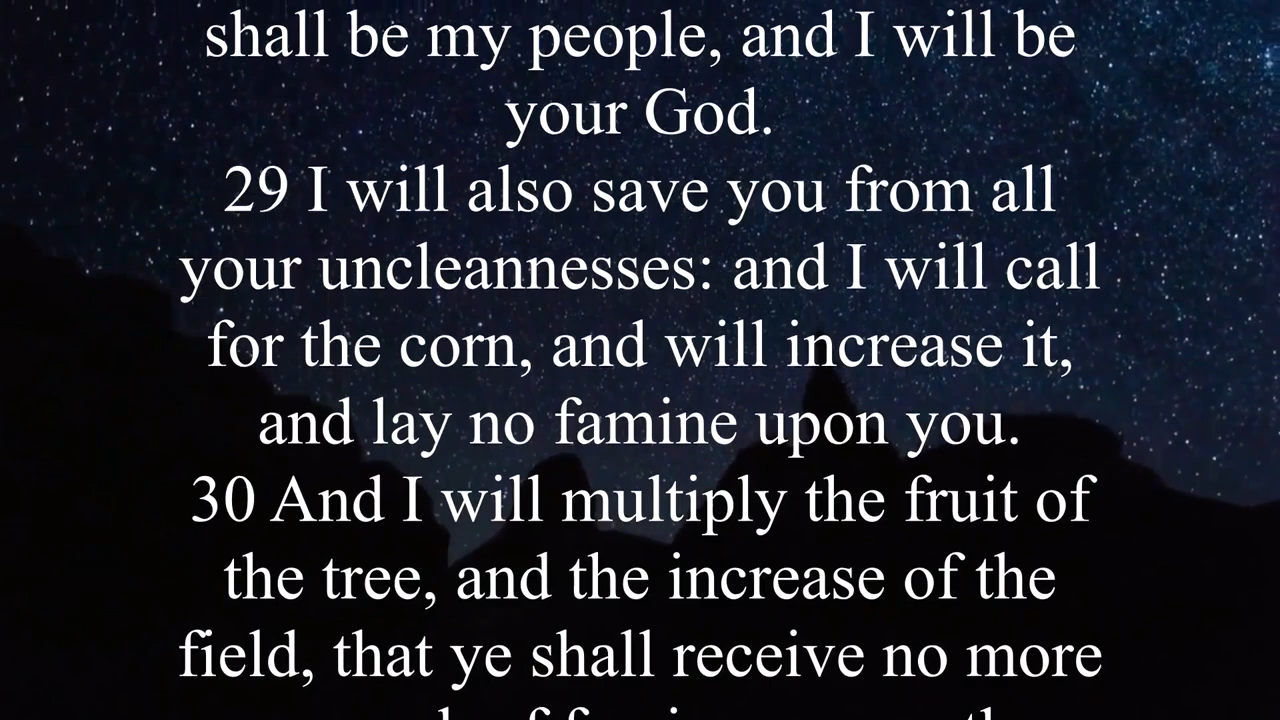 shall be my people, and I will be
your God.
29 I will also save you from all
your uncleannesses: and I will call
for the corn, and will increase it,
and lay no famine upon you.
30 And I will multiply the fruit of
the tree, and the increase of the
field, that ye shall receive no more